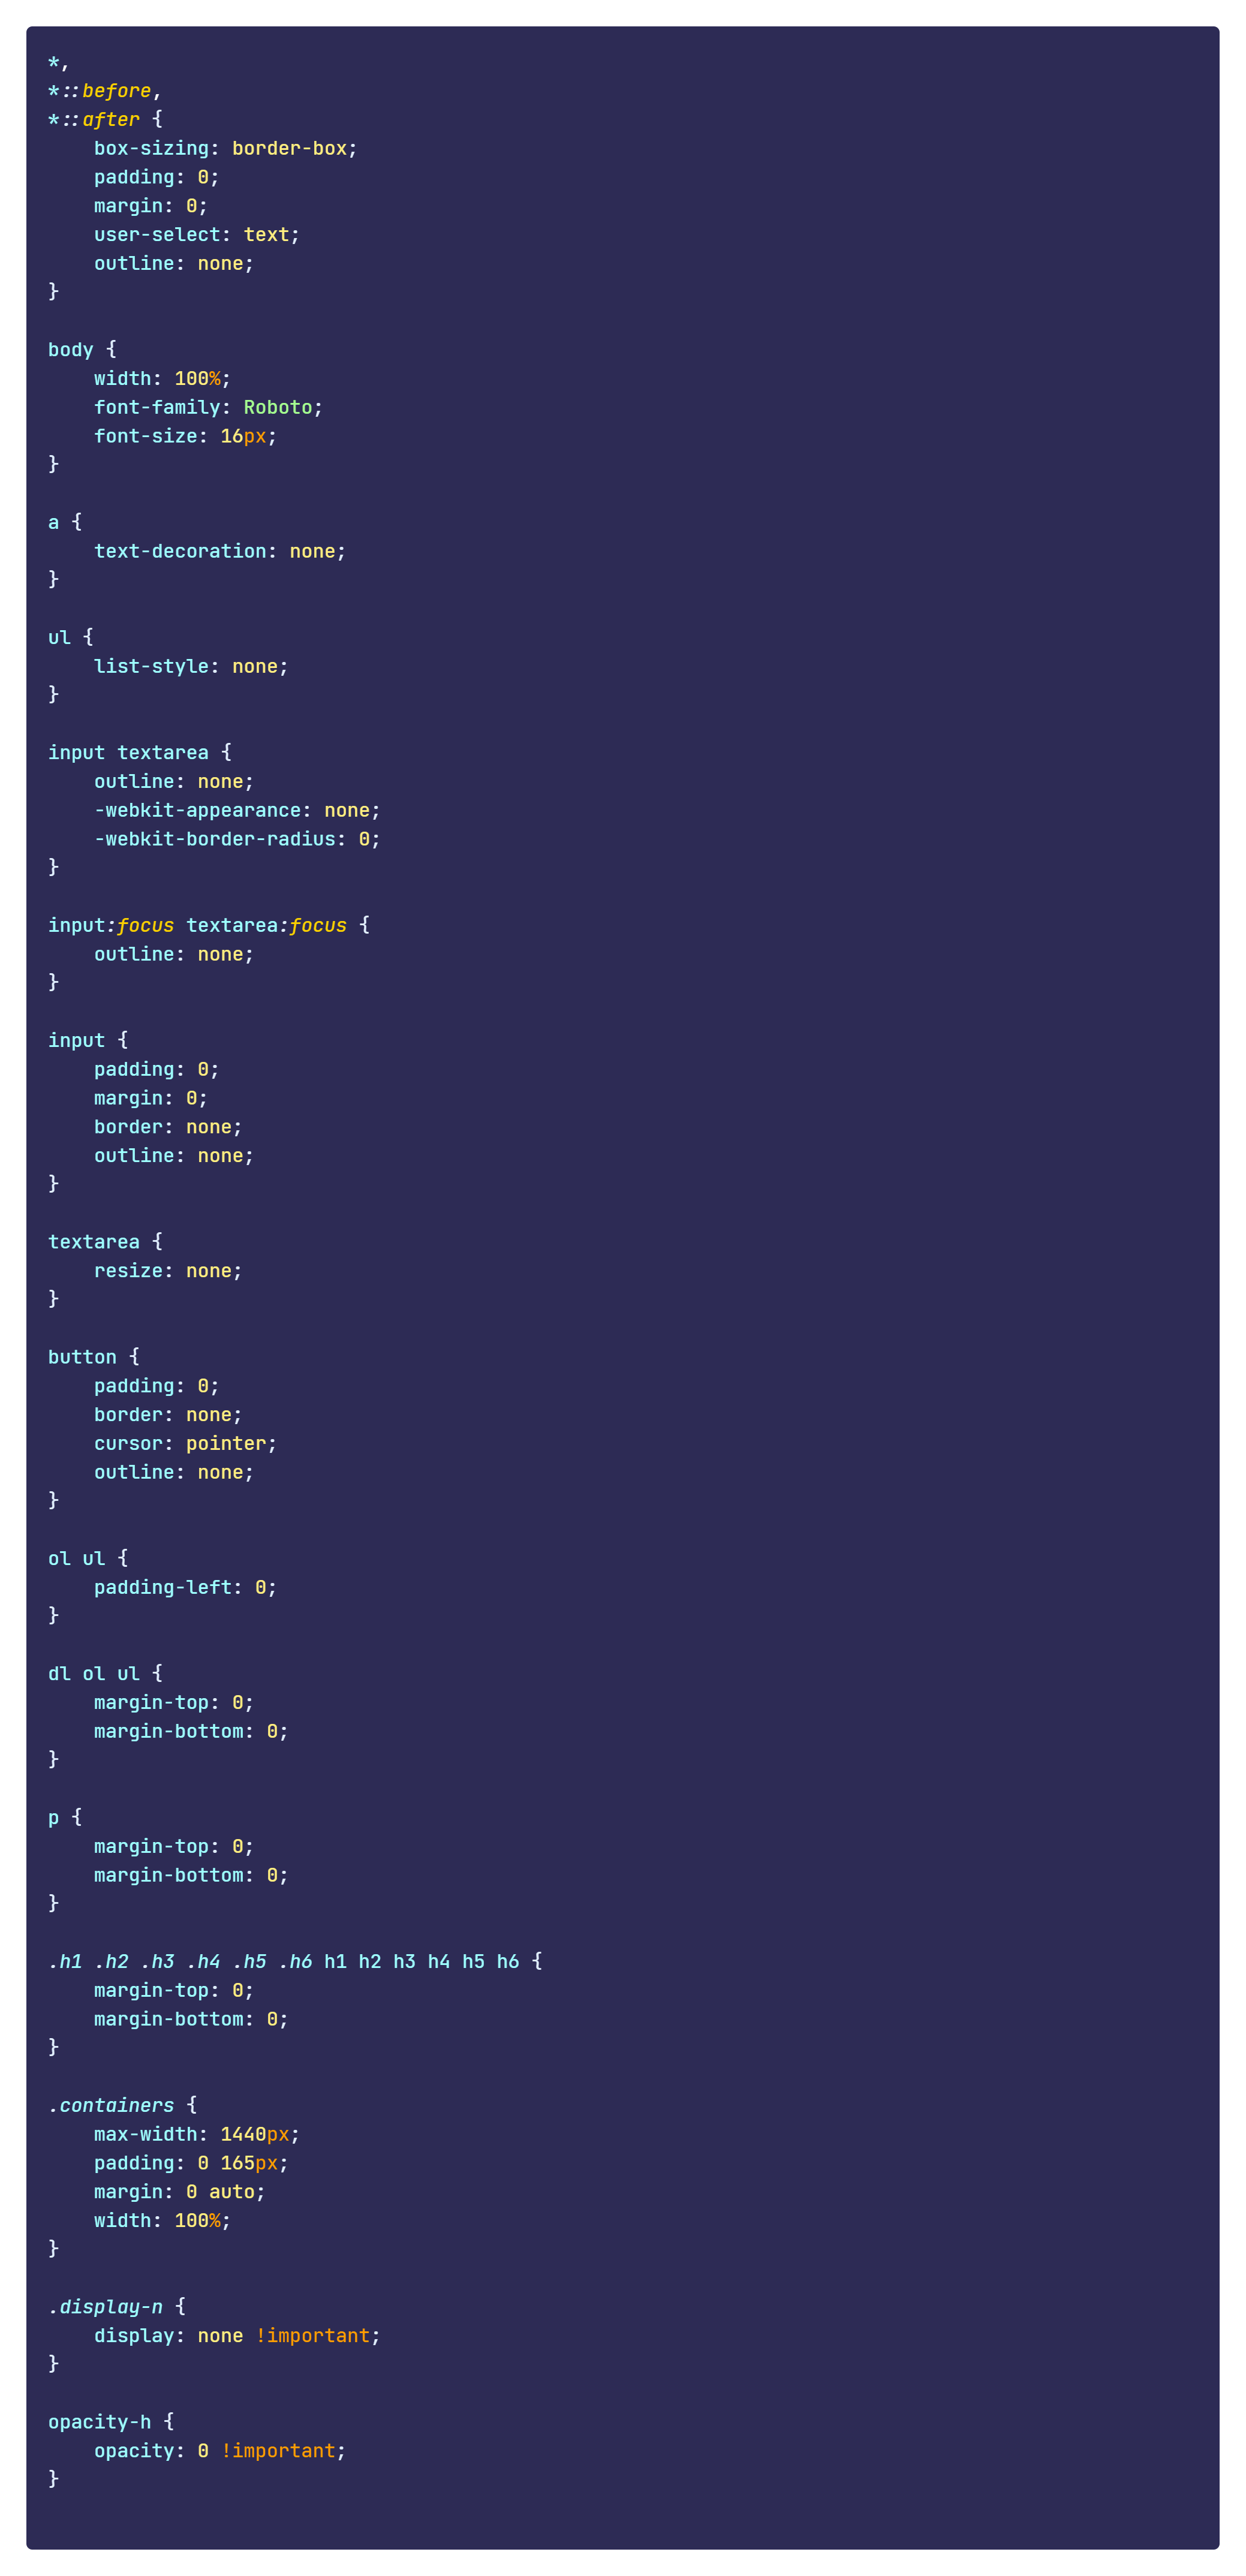 *,
*::before,
*::after {
    box-sizing: border-box;
    padding: 0;
    margin: 0;
    user-select: text;
    outline: none;
}

body {
    width: 100%;
    font-family: Roboto;
    font-size: 16px;
}

a {
    text-decoration: none;
}

ul {
    list-style: none;
}

input textarea {
    outline: none;
    -webkit-appearance: none;
    -webkit-border-radius: 0;
}

input:focus textarea:focus {
    outline: none;
}

input {
    padding: 0;
    margin: 0;
    border: none;
    outline: none;
}

textarea {
    resize: none;
}

button {
    padding: 0;
    border: none;
    cursor: pointer;
    outline: none;
}

ol ul {
    padding-left: 0;
}

dl ol ul {
    margin-top: 0;
    margin-bottom: 0;
}

p {
    margin-top: 0;
    margin-bottom: 0;
}

.h1 .h2 .h3 .h4 .h5 .h6 h1 h2 h3 h4 h5 h6 {
    margin-top: 0;
    margin-bottom: 0;
}

.containers {
    max-width: 1440px;
    padding: 0 165px;
    margin: 0 auto;
    width: 100%;
}

.display-n {
    display: none !important;
}

opacity-h {
    opacity: 0 !important;
}